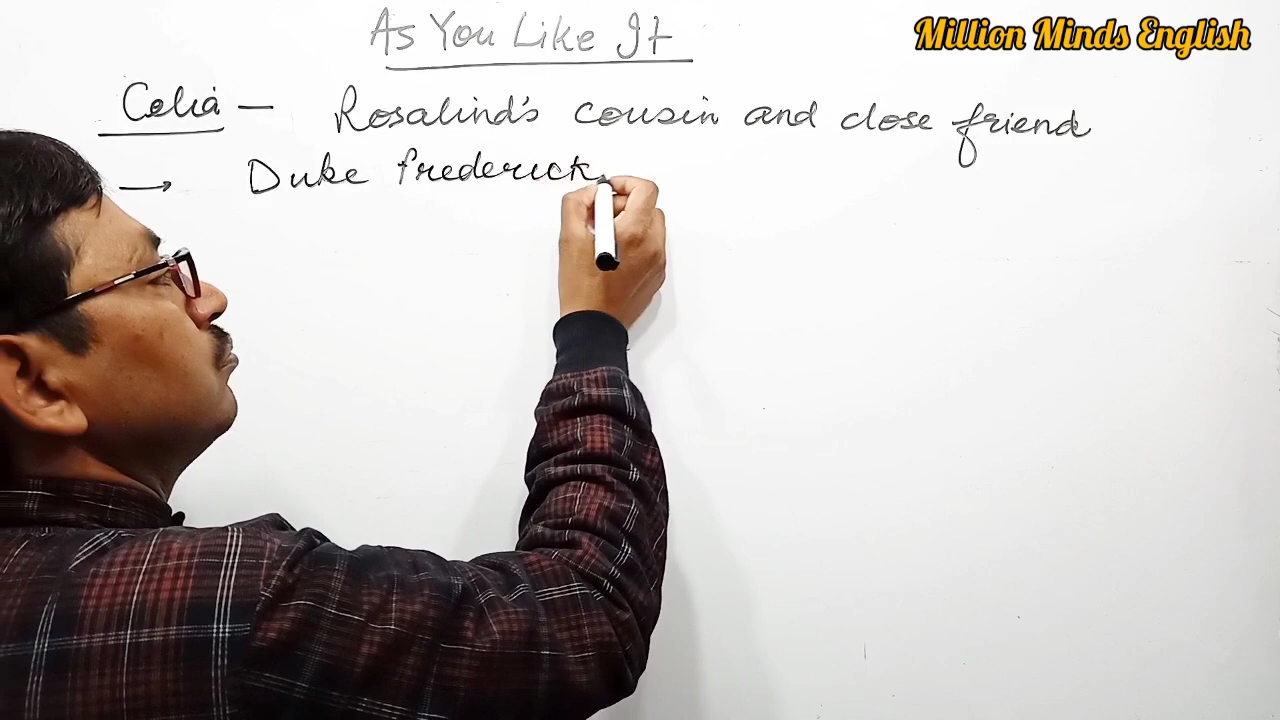 As You Like It
Million Minds English
Celia — Rosalind's cousin and close friend
→ Duke frederick